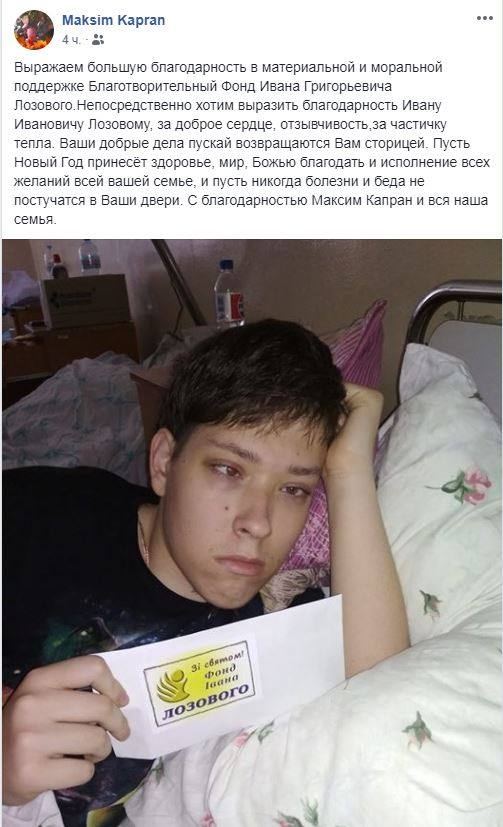 Maksim Kapran
4 ч. ·
Выражаем большую благодарность в материальной и моральной
поддержке Благотворительный Фонд Ивана Григорьевича
Лозового.Непосредственно хотим выразить благодарность Ивану
Ивановичу Лозовому, за доброе сердце, отзывчивость,за частичку
тепла. Ваши добрые дела пускай возвращаются Вам сторицей. Пусть
Новый Год принесёт здоровье, мир, Божью благодать и исполнение всех
желаний всей вашей семье, и пусть никогда болезни и беда не
постучатся в Ваши двери. С благодарностью Максим Капран и вся наша
семья.
Зі святом!
Фонд
Івана
ЛОЗОВОГО